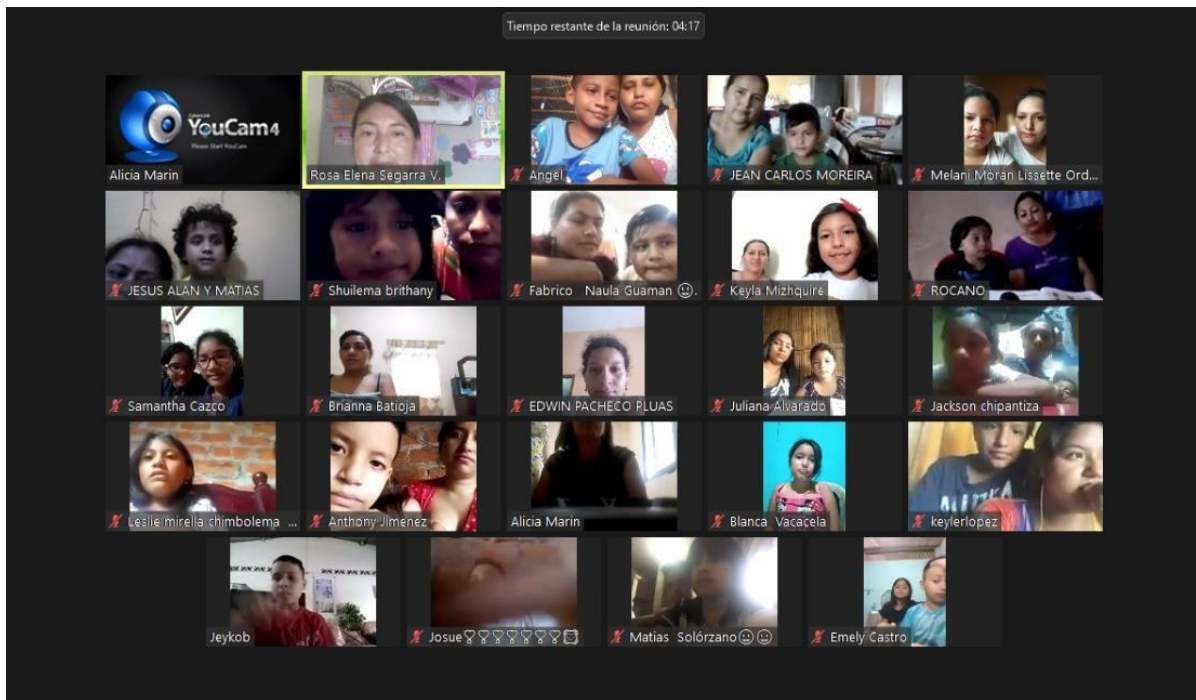 Tiempo restante de la reunión: 04:17
CyberLink
YouCam4
Please Start YouCam
Alicia Marin
Rosa Elena Segarra V.
Angel
JEAN CARLOS MOREIRA
Melani Moran Lissette Ord...
JESUS ALAN Y MATIAS
Shuilema brithany
Fabrico Naula Guaman 😃.
Keyla Mizhquire
ROCANO
Samantha Cazco
Brianna Batioja
EDWIN PACHECO PLUAS
Juliana Alvarado
Jackson chipantiza
Leslie mirella chimbolema ...
Anthony Jimenez
Alicia Marin
Blanca Vacacela
keylerlopez
Jeykob
Josue🏆🏆🏆🏆🏆🏆🏆
Matias Solórzano
Emely Castro